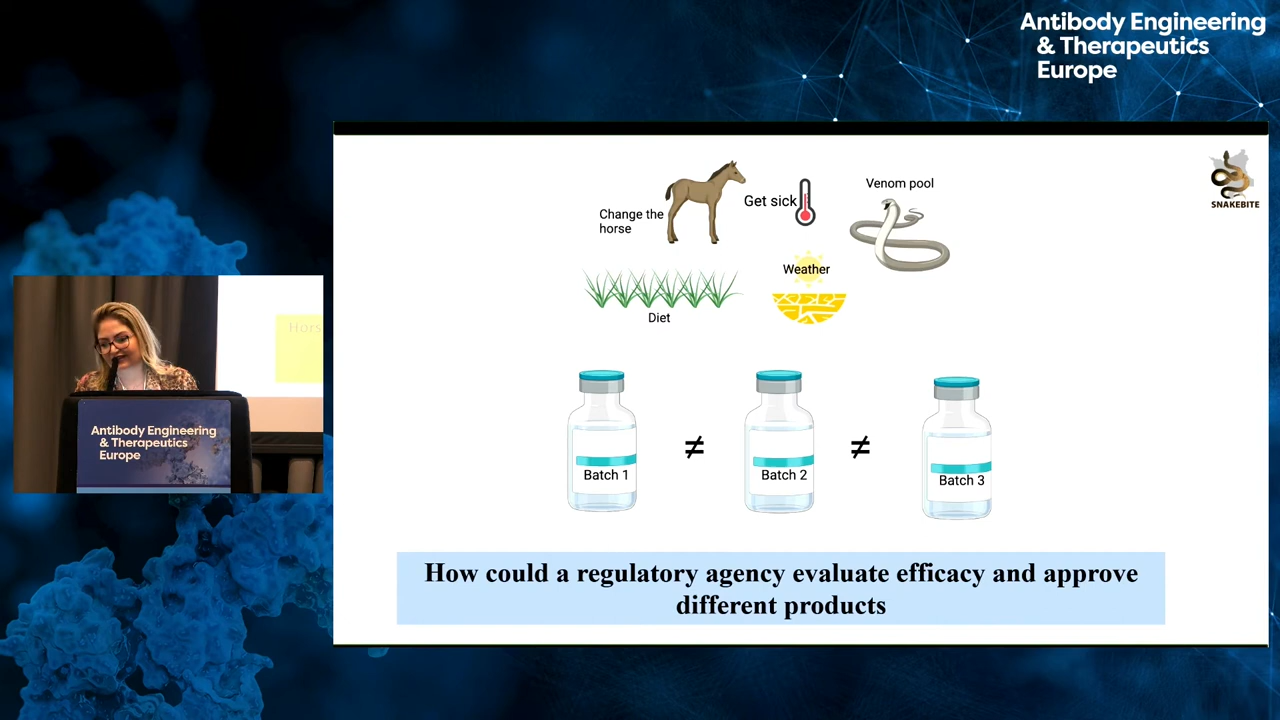 Antibody Engineering
& Therapeutics
Europe
Change the
horse
Get sick
Venom pool
SNAKEBITE
Weather
Diet
Hors
Antibody Engineering
& Therapeutics
Europe
≠
≠
Batch 1
Batch 2
Batch 3
How could a regulatory agency evaluate efficacy and approve
different products